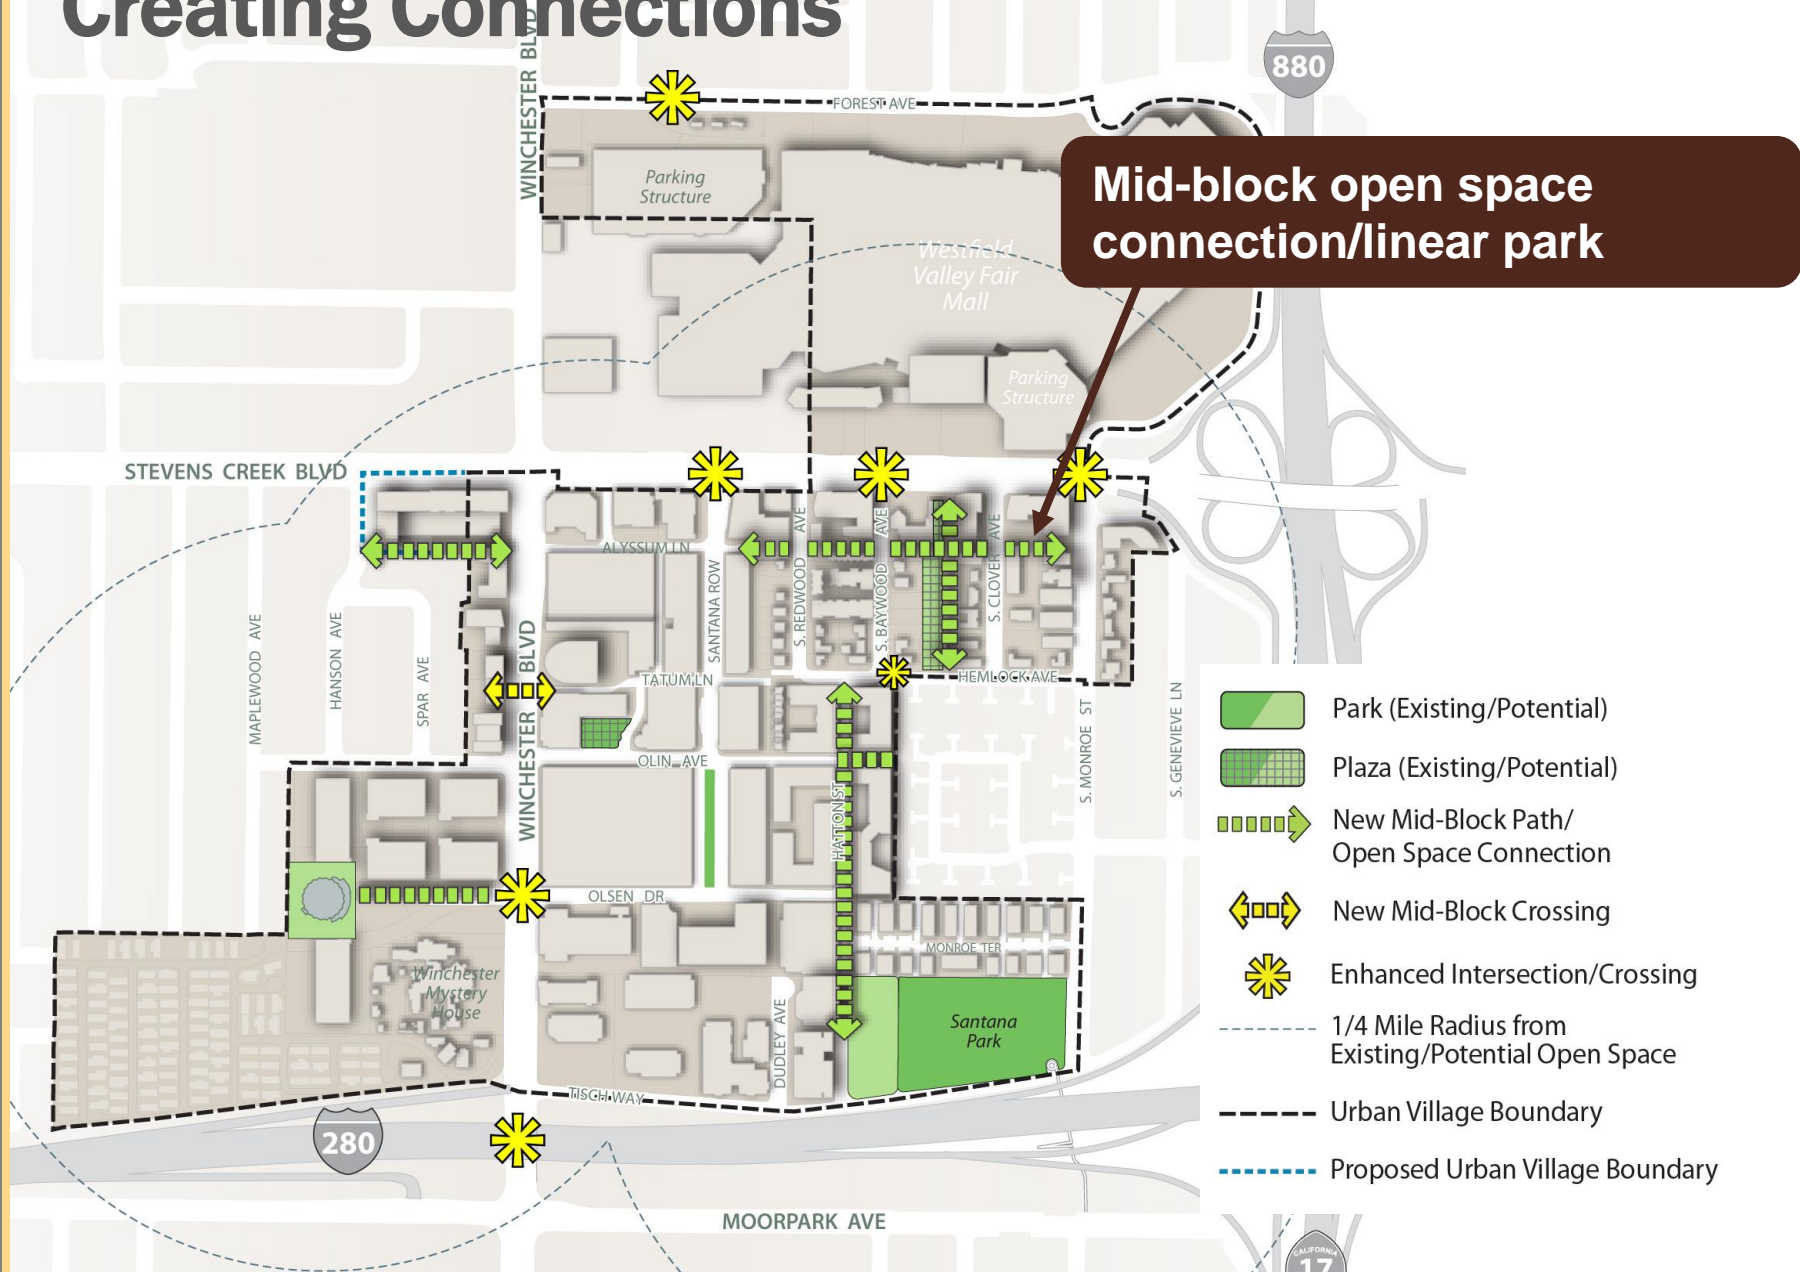 Creating Connections
880
WINCHESTER BLVD
FOREST AVE
Parking
Structure
Mid-block open space
connection/linear park
Westfield
Valley Fair
Mall
Parking
Structure
STEVENS CREEK BLVD
ALYSSUM LN
SANTANA ROW
S. REDWOOD AVE
S. BAYWOOD AVE
S. CLOVER AVE
MAPLEWOOD AVE
HANSON AVE
SPAR AVE
WINCHESTER BLVD
TATUM LN
HEMLOCK AVE
S. MONROE ST
S. GENEVIEVE LN
OLIN AVE
WINCHESTER BLVD
HATTON ST
OLSEN DR
MONROE TER
Winchester
Mystery
House
DUDLEY AVE
Santana
Park
TISCH WAY
280
MOORPARK AVE
Park (Existing/Potential)
Plaza (Existing/Potential)
New Mid-Block Path/
Open Space Connection
New Mid-Block Crossing
Enhanced Intersection/Crossing
1/4 Mile Radius from
Existing/Potential Open Space
Urban Village Boundary
Proposed Urban Village Boundary
CALIFORNIA
17